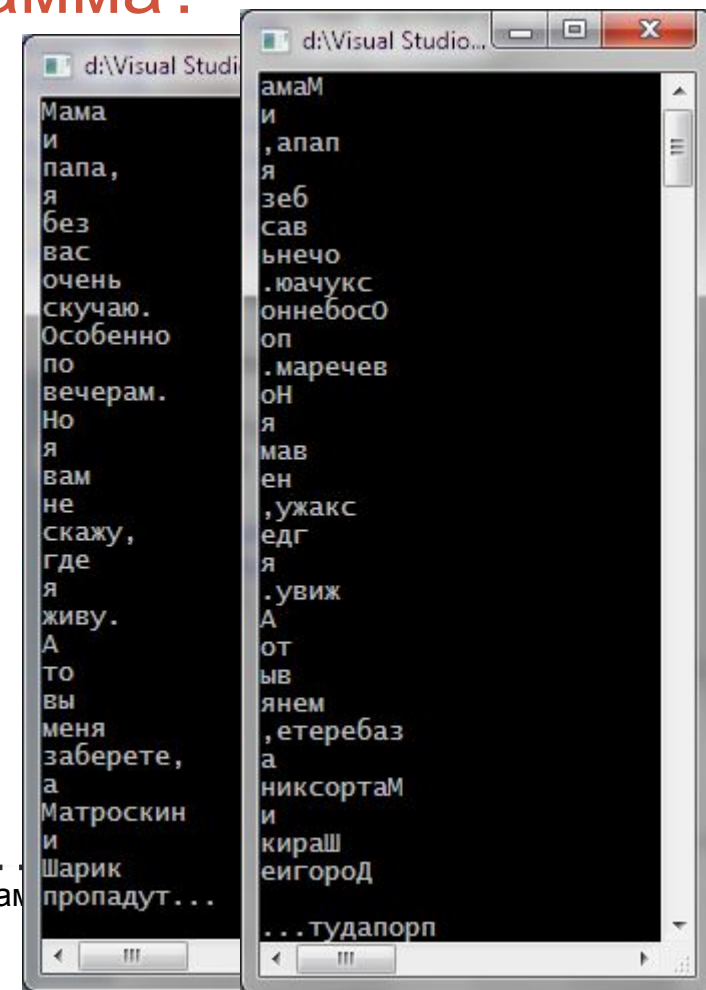 амма:
d:\Visual Studi
Мама
и
папа,
я
без
вас
очень
скучаю.
Особенно
по
вечерам.
Но
я
вам
не
скажу,
где
я
живу.
А
то
вы
меня
заберете,
а
Матроскин
и
Шарик
пропадут...
d:\Visual Studio...
амаМ
и
,апап
я
зеб
сав
ьнечо
.юачукс
онненбосО
оп
.маречев
оН
я
мав
ен
,ужакс
едг
я
.увиж
А
от
ыв
янем
,етеребаз
а
никсортаМ
и
кираШ
еигороД
...тудапорп